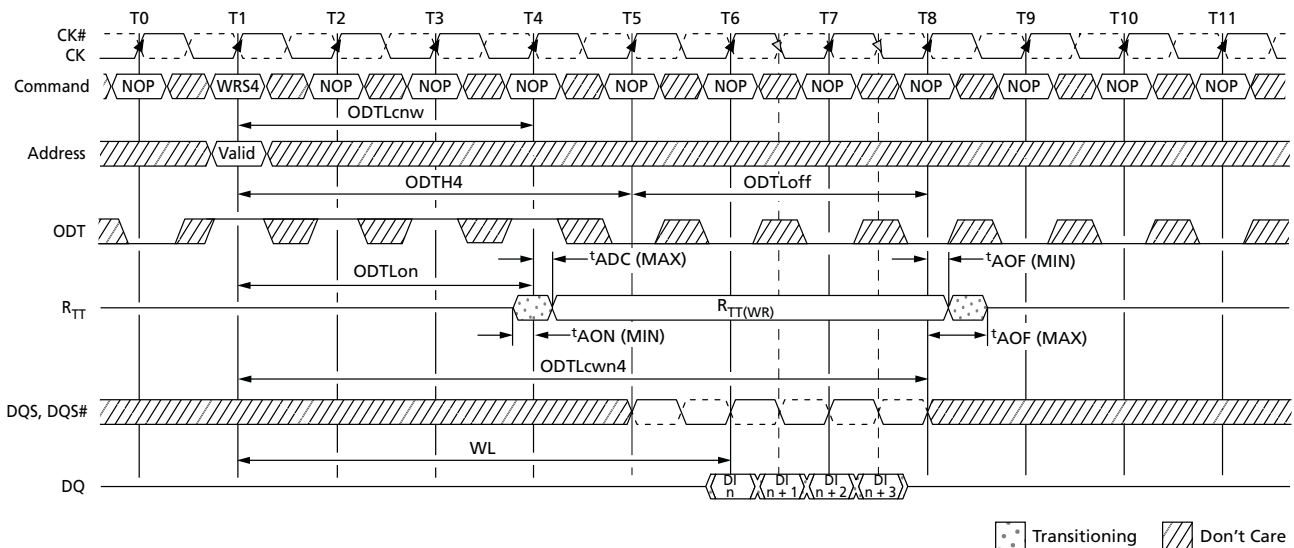 T0 T1 T2 T3 T4 T5 T6 T7 T8 T9 T10 T11
CK#
CK
Command NOP WRS4 NOP NOP NOP NOP NOP NOP NOP NOP NOP NOP
ODTLcnw
Address Valid
ODTH4 ODTLoff
ODT
tADC (MAX) tAOF (MIN)
ODTLon
RTT RTT(WR)
tAON (MIN) tAOF (MAX)
ODTLcwn4
DQS, DQS#
WL
DQ DI n DI n + 1 DI n + 2 DI n + 3
Transitioning Don't Care